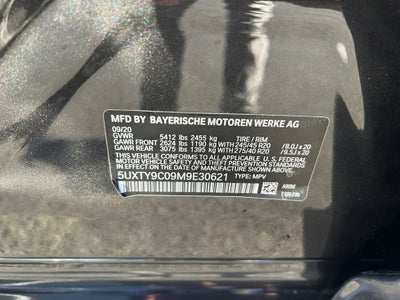 MFD BY BAYERISCHE MOTOREN WERKE AG
09/20
GVWR 5412 lbs 2455 kg TIRE / RIM
GAWR FRONT 2624 lbs 1190 kg 245/45 R20 / 8.0J x 20
GAWR REAR 3075 lbs 1395 kg 275/40 R20 / 9.5J x 20
THIS VEHICLE CONFORMS TO ALL APPLICABLE U. S. FEDERAL
MOTOR VEHICLE SAFETY AND THEFT PREVENTION STANDARDS
IN EFFECT ON THE DATE OF MANUFACTURE SHOWN ABOVE.
5UXTY9C09M9E30621 TYPE: MPV
A90M